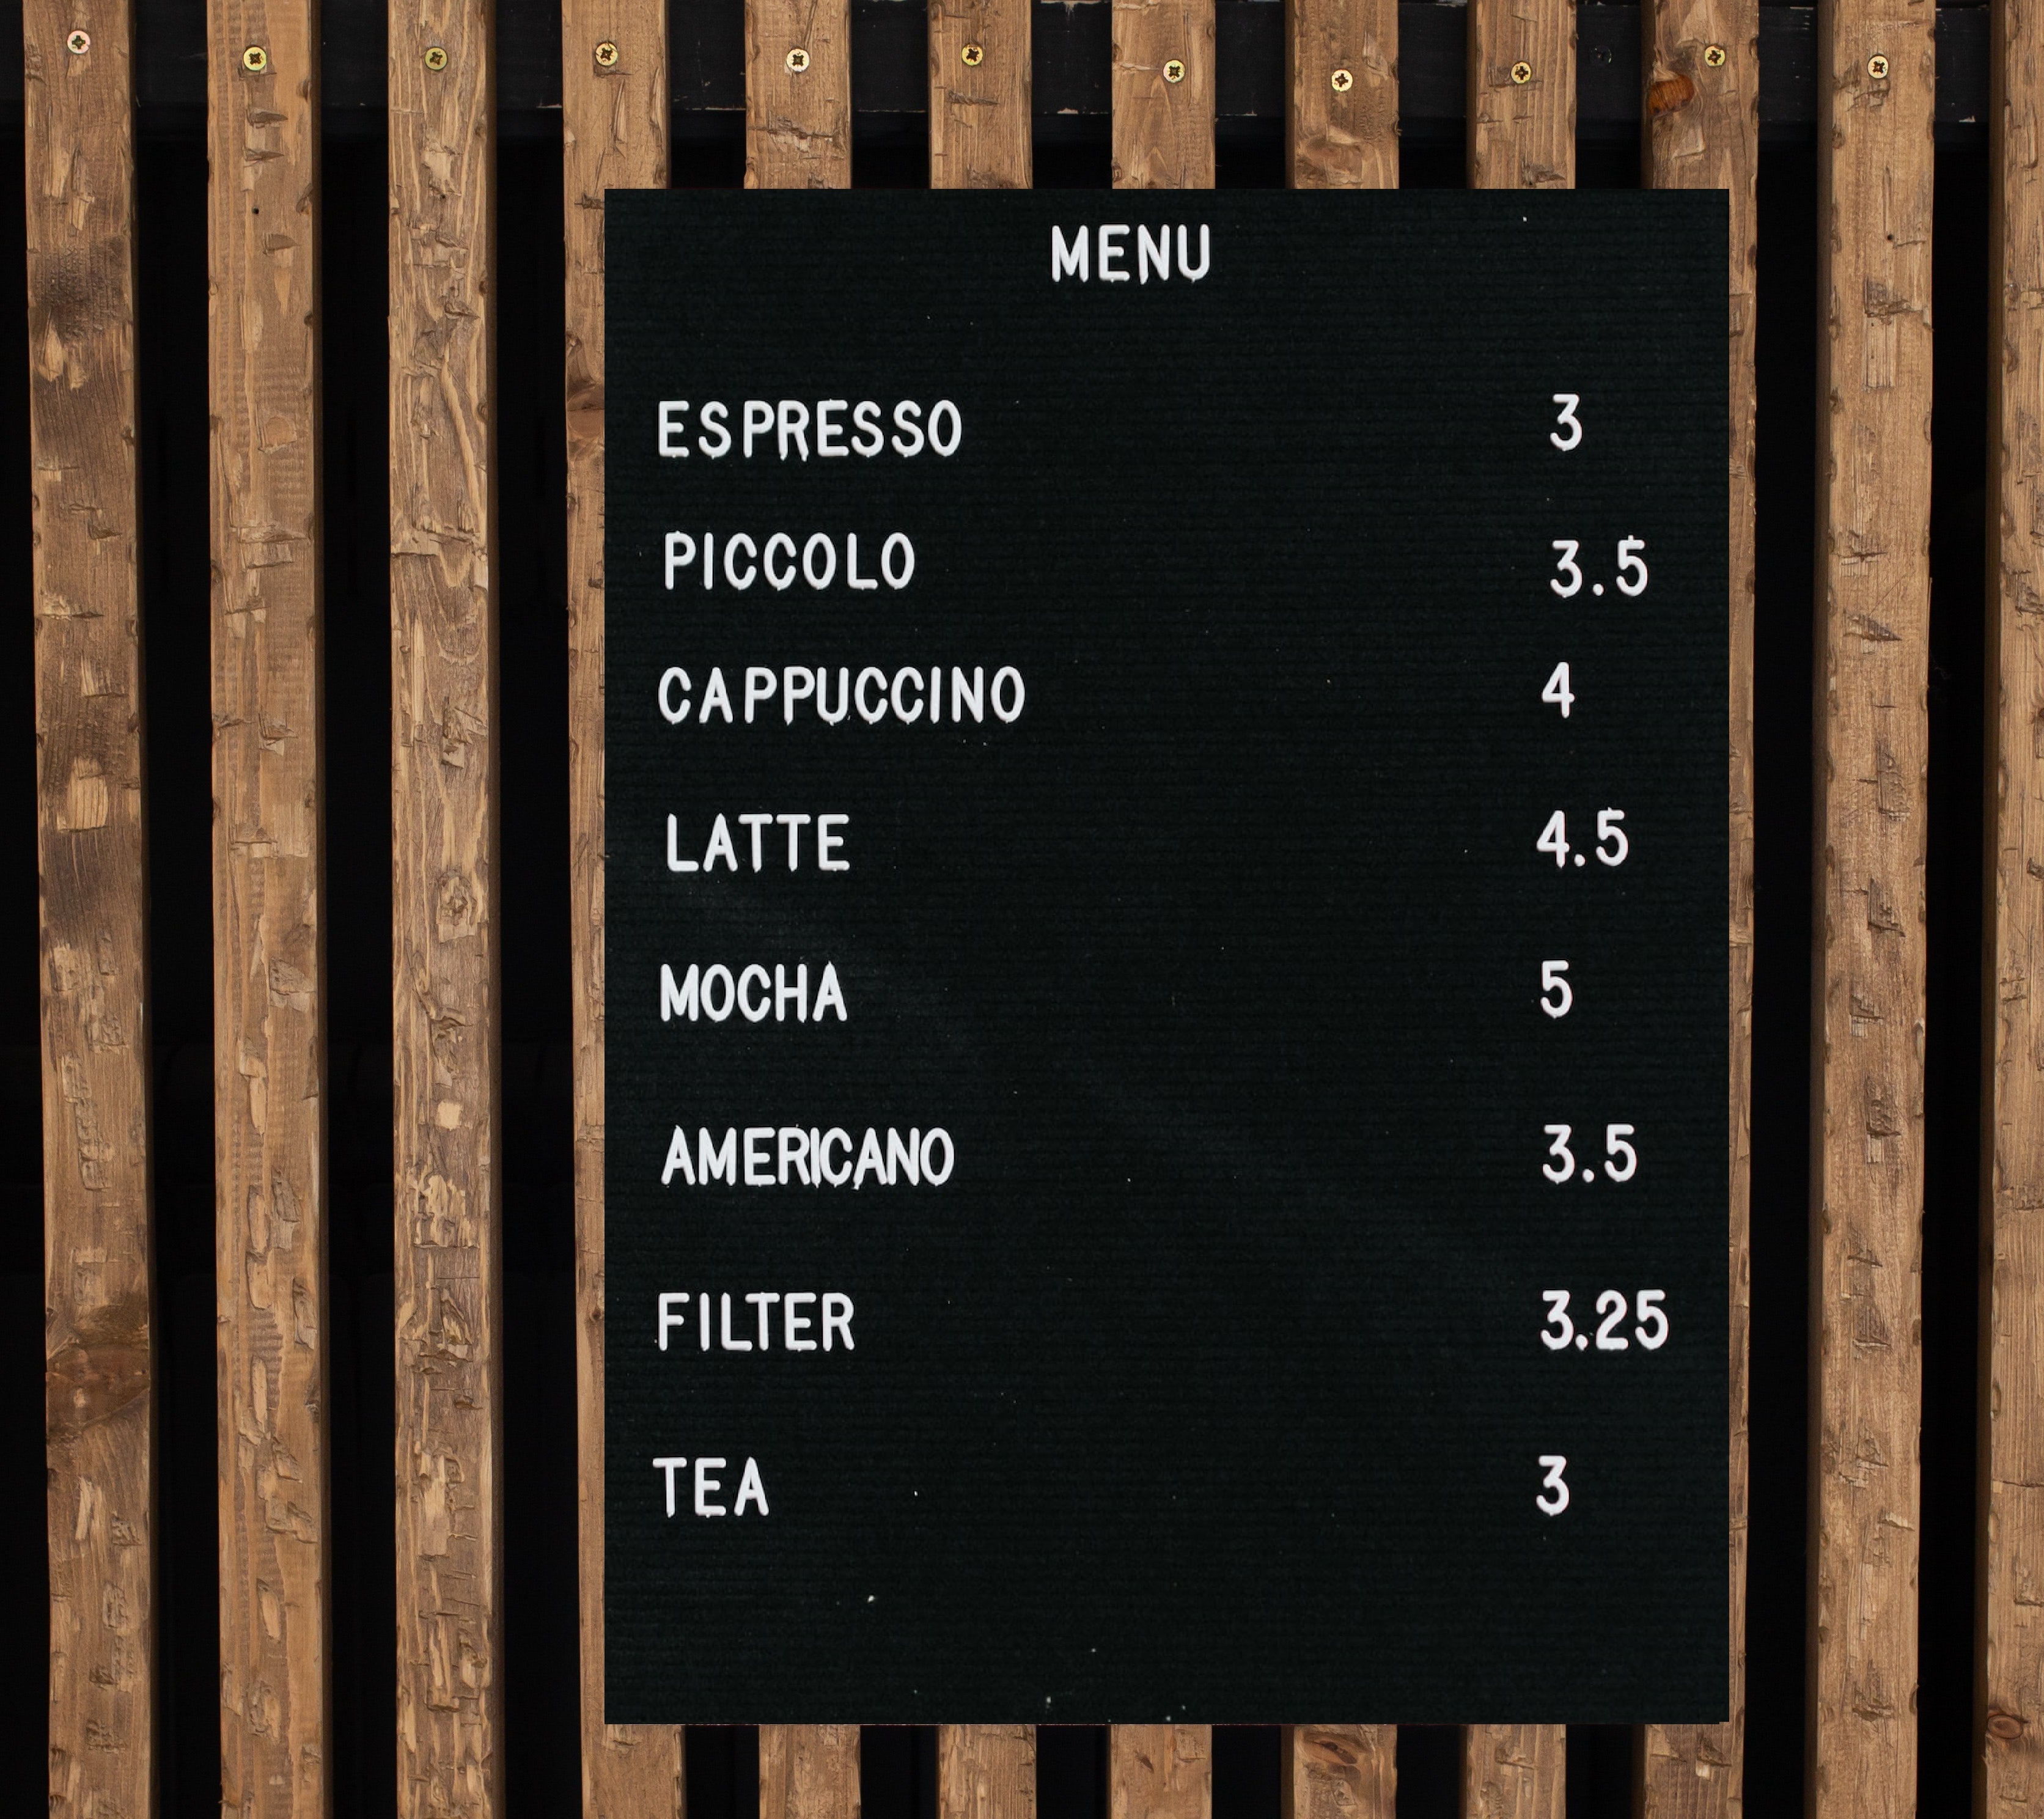 MENU
ESPRESSO 3
PICCOLO 3.5
CAPPUCCINO 4
LATTE 4.5
MOCHA 5
AMERICANO 3.5
FILTER 3.25
TEA 3